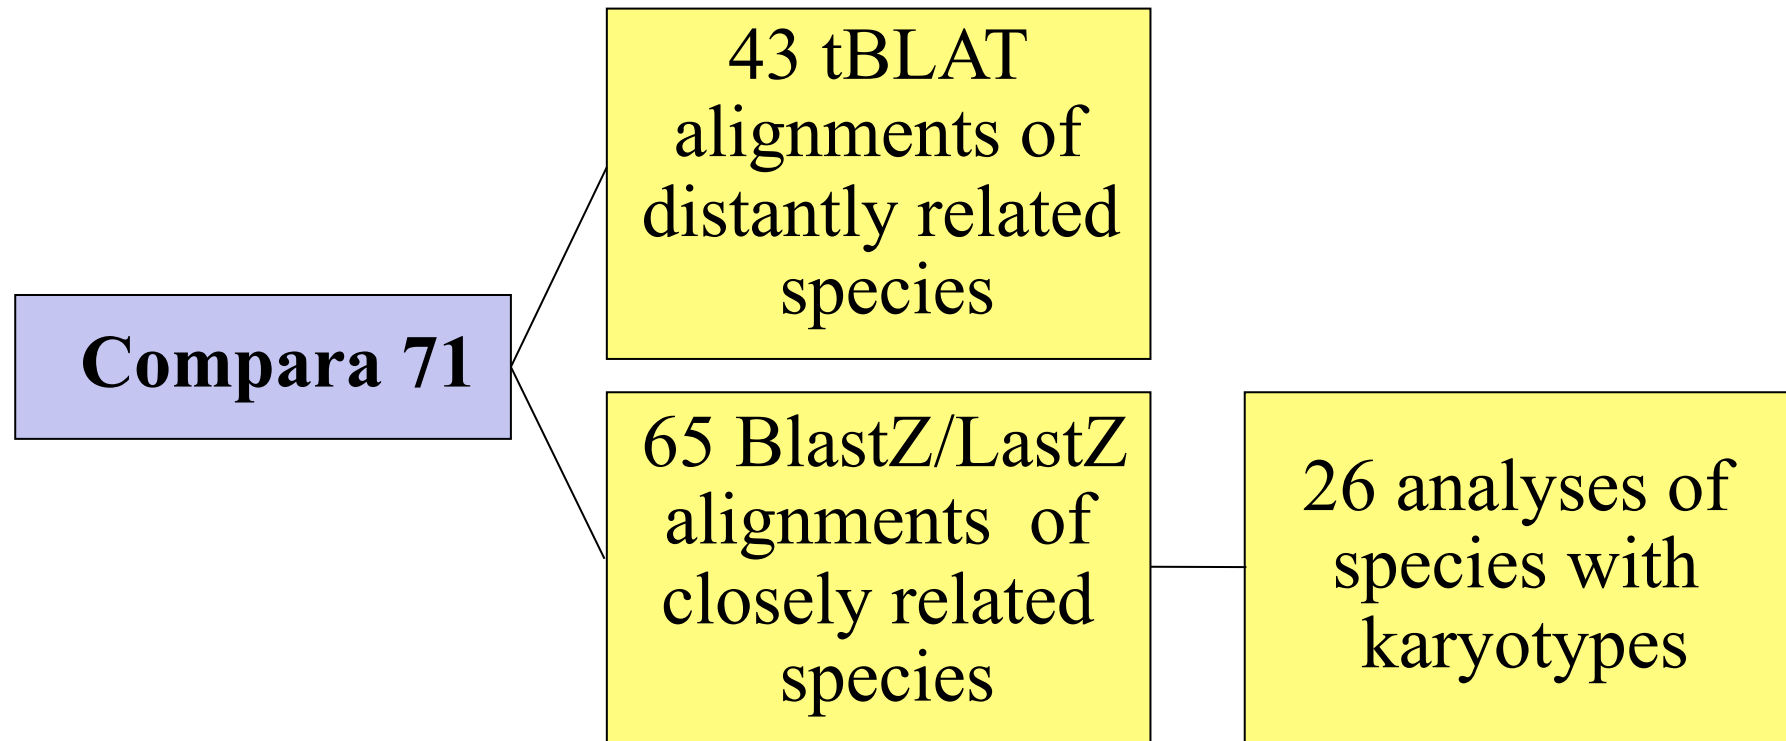 43 tBLAT
alignments of
distantly related
species
Compara 71
65 BlastZ/LastZ
alignments  of
closely related
species
26 analyses of
species with
karyotypes